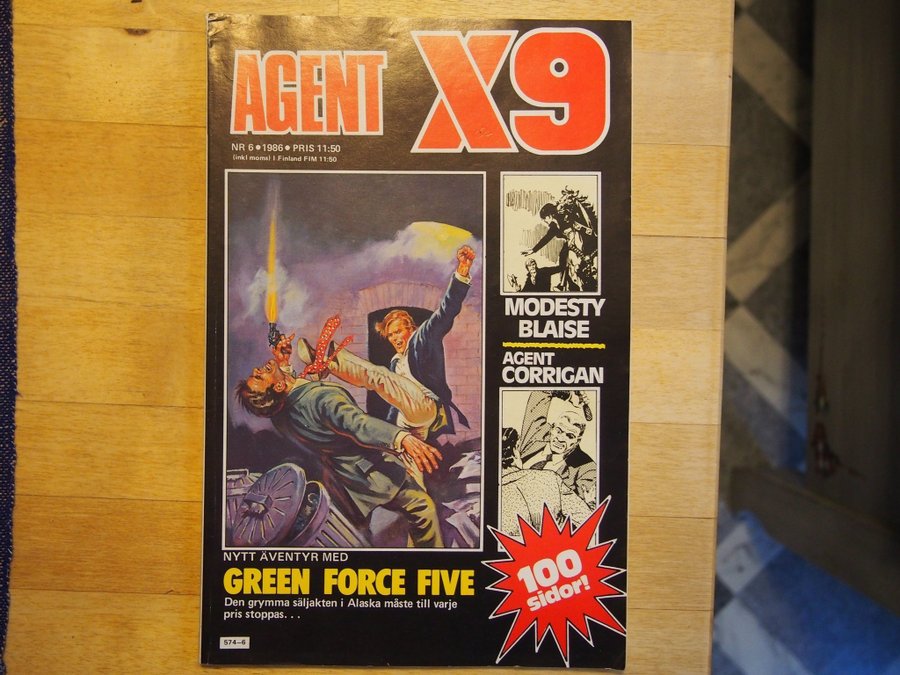 AGENT X9
NR 6 • 1986 • PRIS 11:50
(inkl moms) I Finland FIM 11:50
MODESTY
BLAISE
AGENT
CORRIGAN
NYTT ÄVENTYR MED
GREEN FORCE FIVE
Den grymma säljakten i Alaska måste till varje
pris stoppas...
100
sidor!
574-6